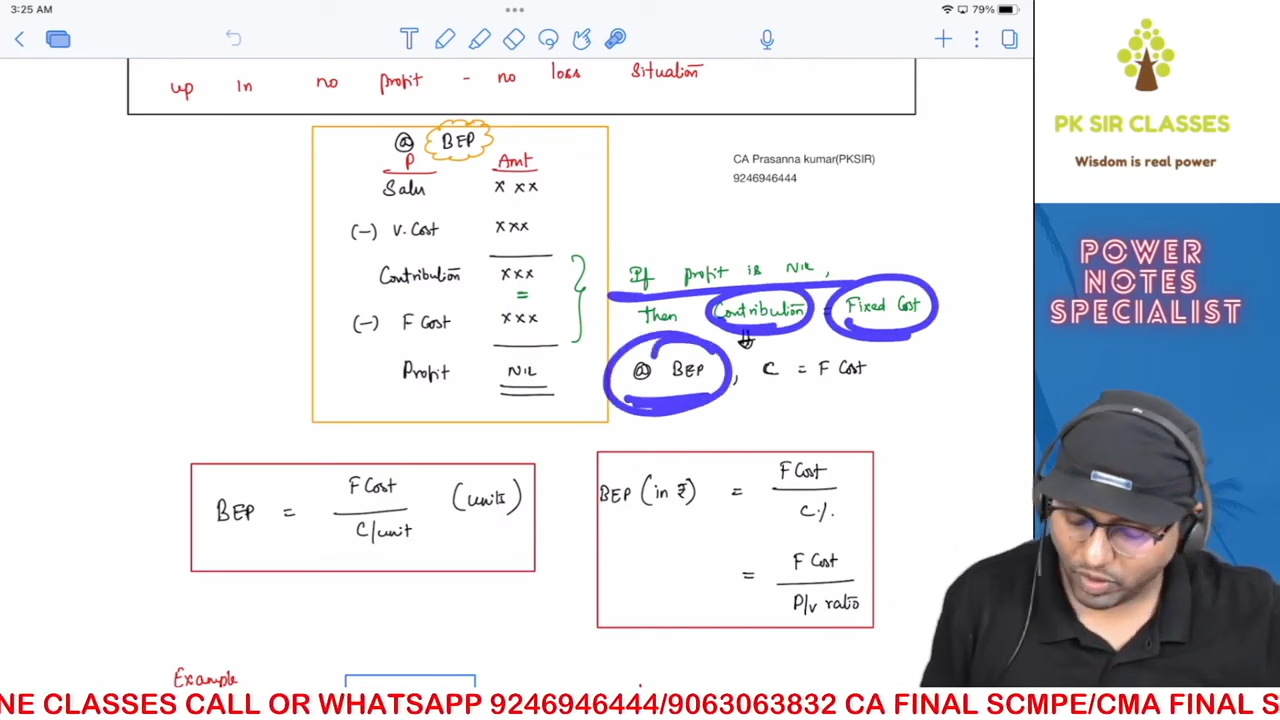 3:25 AM
79%
up in no profit - no loss situation
@ BEP
P Amt
Sales xxx
(-) V. Cost xxx
Contribution xxx
=
(-) F Cost xxx
Profit NIL
CA Prasanna kumar(PKSIR)
9246946444
If profit is NIL,
then Contribution = Fixed Cost
@ BEP, C = F Cost
BEP = F Cost / C/unit (units)
BEP (in ₹) = F Cost / C%
= F Cost / P/V ratio
Example
PK SIR CLASSES
Wisdom is real power
POWER
NOTES
SPECIALIST
NE CLASSES CALL OR WHATSAPP 9246946444/9063063832 CA FINAL SCMPE/CMA FINAL S